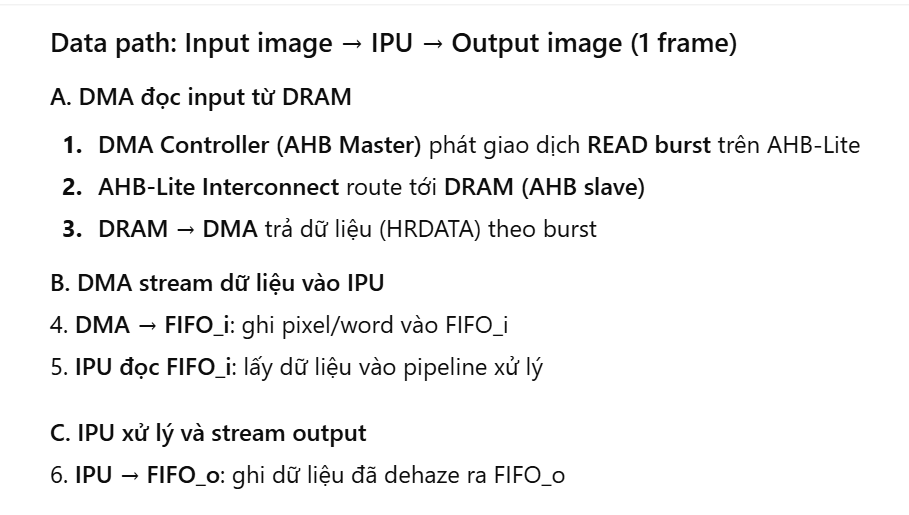 Data path: Input image → IPU → Output image (1 frame)
A. DMA đọc input từ DRAM
1. DMA Controller (AHB Master) phát giao dịch READ burst trên AHB-Lite
2. AHB-Lite Interconnect route tới DRAM (AHB slave)
3. DRAM → DMA trả dữ liệu (HRDATA) theo burst
B. DMA stream dữ liệu vào IPU
4. DMA → FIFO_i: ghi pixel/word vào FIFO_i
5. IPU đọc FIFO_i: lấy dữ liệu vào pipeline xử lý
C. IPU xử lý và stream output
6. IPU → FIFO_o: ghi dữ liệu đã dehaze ra FIFO_o